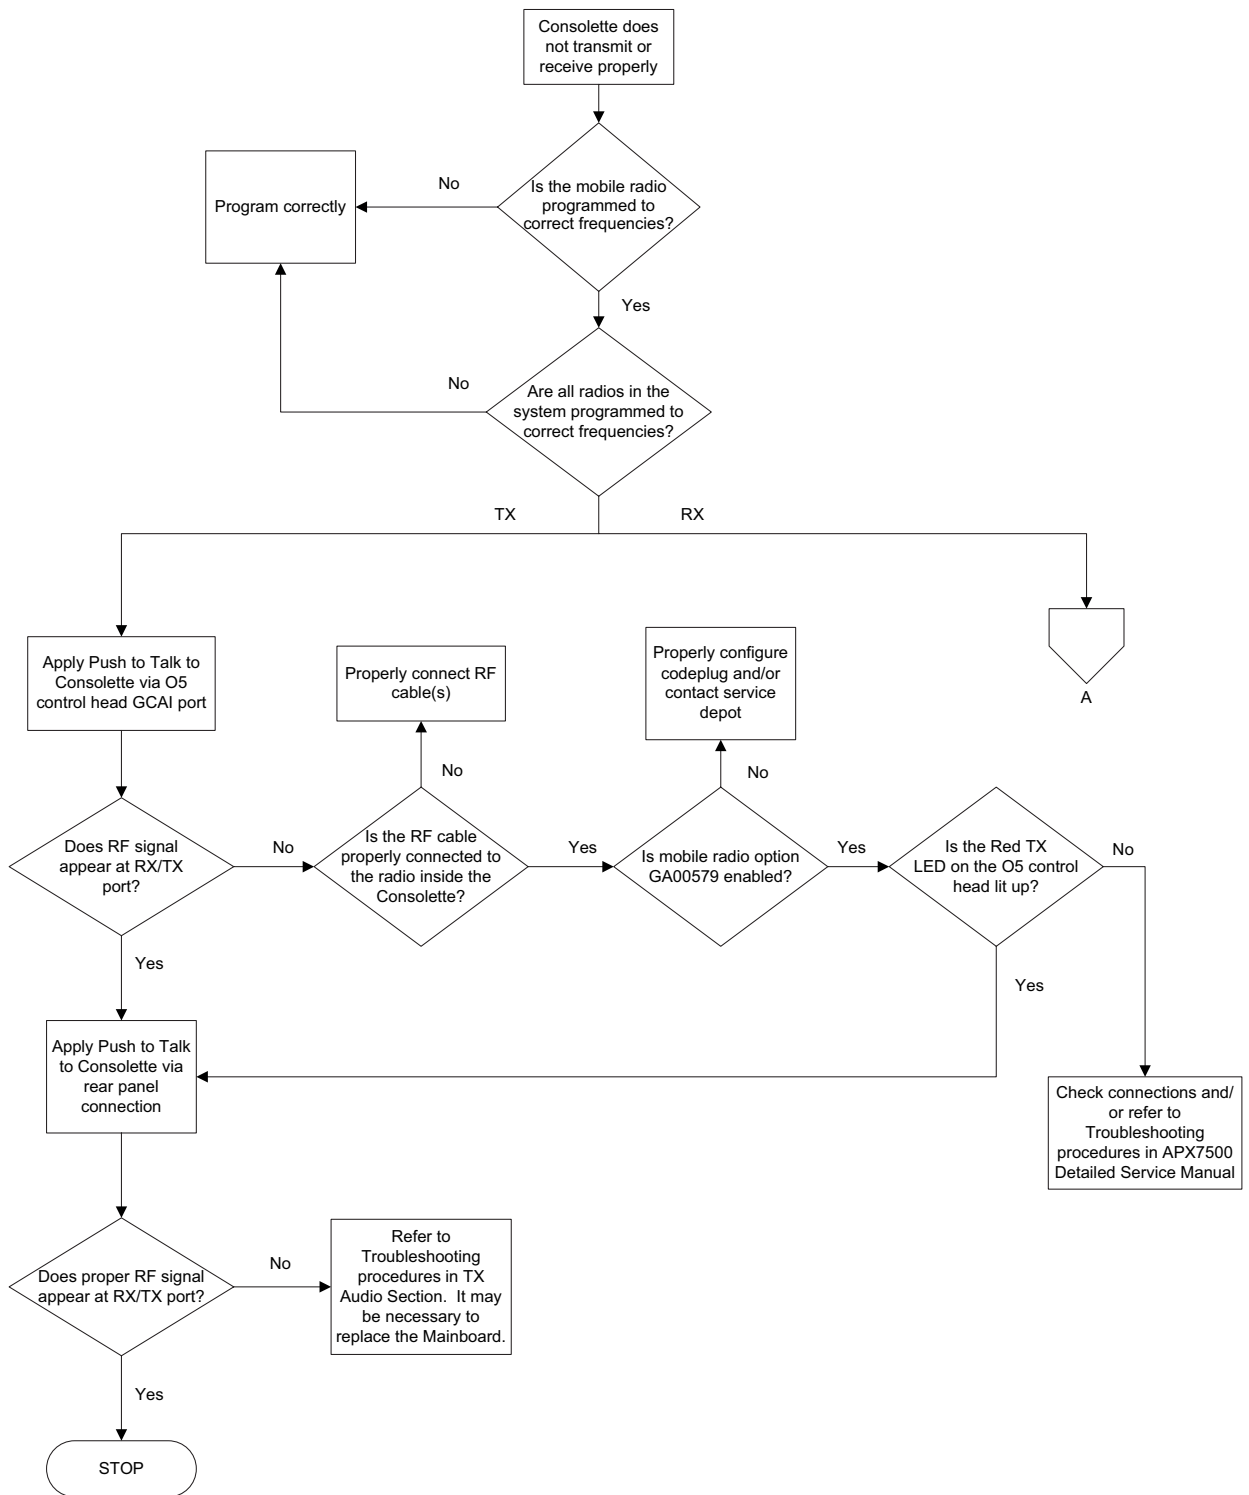 Consolette does
not transmit or
receive properly
No
Is the mobile radio
programmed to
correct frequencies?
Program correctly
Yes
No
Are all radios in the
system programmed to
correct frequencies?
TX
RX
Apply Push to Talk to
Consolette via O5
control head GCAI port
Properly connect RF
cable(s)
Properly configure
codeplug and/or
contact service
depot
A
No
No
Does RF signal
appear at RX/TX
port?
No
Is the RF cable
properly connected to
the radio inside the
Consolette?
Yes
Is mobile radio option
GA00579 enabled?
Yes
Is the Red TX
LED on the O5 control
head lit up?
No
Yes
Yes
Apply Push to Talk
to Consolette via
rear panel
connection
Check connections and/
or refer to
Troubleshooting
procedures in APX7500
Detailed Service Manual
Does proper RF signal
appear at RX/TX port?
No
Refer to
Troubleshooting
procedures in TX
Audio Section.  It may
be necessary to
replace the Mainboard.
Yes
STOP